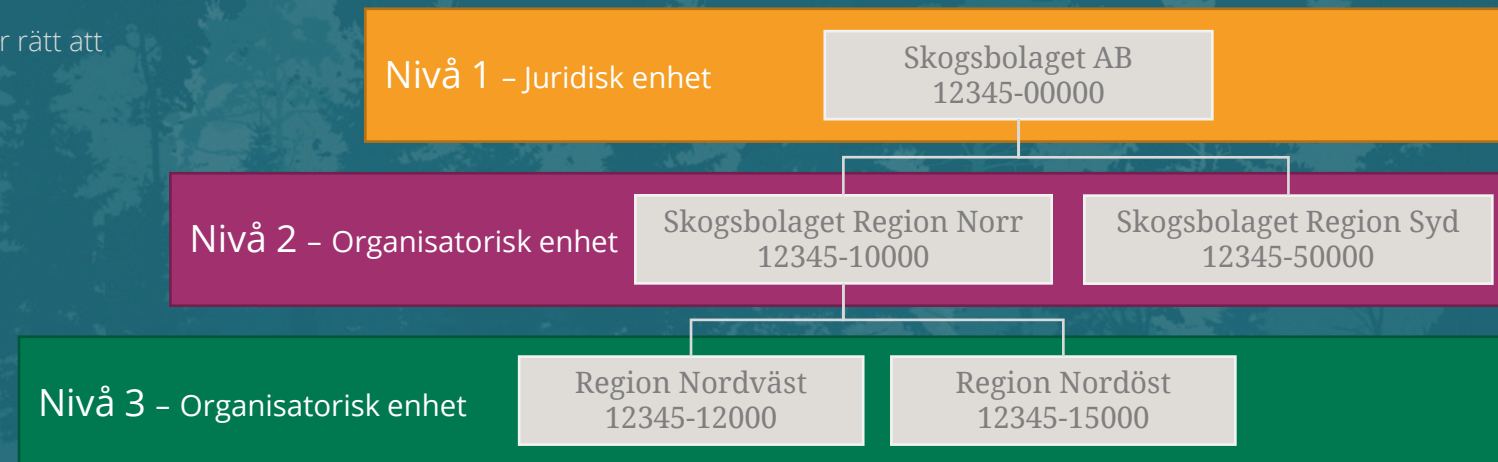 r rätt att
Nivå 1 – Juridisk enhet
Skogsbolaget AB
12345-00000
Nivå 2 – Organisatorisk enhet
Skogsbolaget Region Norr
12345-10000
Skogsbolaget Region Syd
12345-50000
Nivå 3 – Organisatorisk enhet
Region Nordväst
12345-12000
Region Nordöst
12345-15000